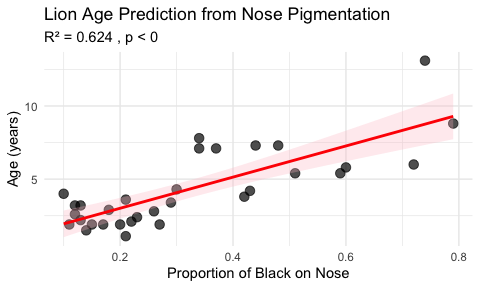 Lion Age Prediction from Nose Pigmentation
R² = 0.624 , p < 0
Age (years)
10
5
0.2 0.4 0.6 0.8
Proportion of Black on Nose